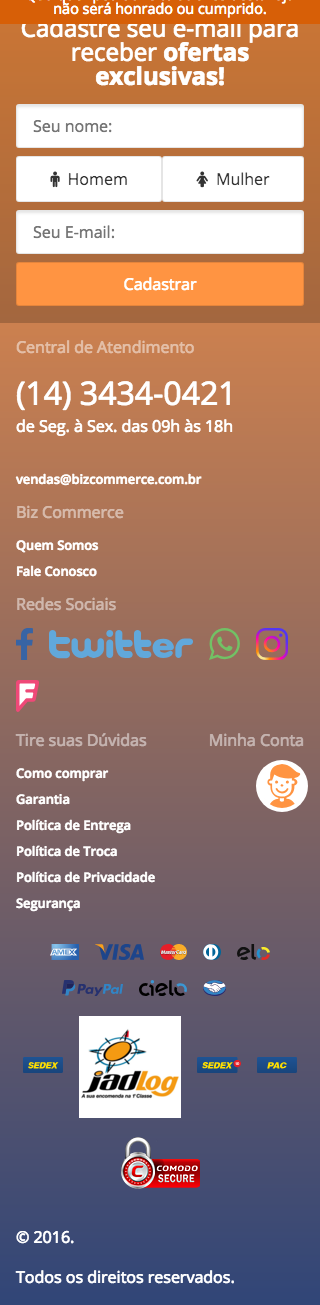 não será honrado ou cumprido.
Cadastre seu e-mail para
receber ofertas
exclusivas!
Seu nome:
Homem
Mulher
Seu E-mail:
Cadastrar
Central de Atendimento
(14) 3434-0421
de Seg. à Sex. das 09h às 18h
vendas@bizcommerce.com.br
Biz Commerce
Quem Somos
Fale Conosco
Redes Sociais
twitter
Tire suas Dúvidas
Minha Conta
Como comprar
Garantia
Política de Entrega
Política de Troca
Política de Privacidade
Segurança
AMEX VISA MasterCard elo
PayPal cielo
SEDEX
jadlog
A sua encomenda na 1ª Classe
SEDEX
PAC
COMODO
SECURE
© 2016.
Todos os direitos reservados.